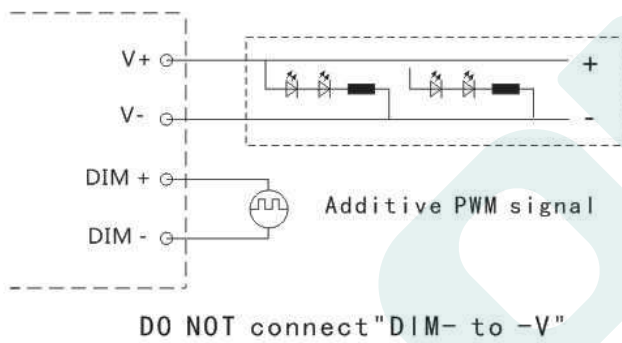 V+
+
V-
-
DIM +
Additive PWM signal
DIM -
DO NOT connect"DIM- to -V"